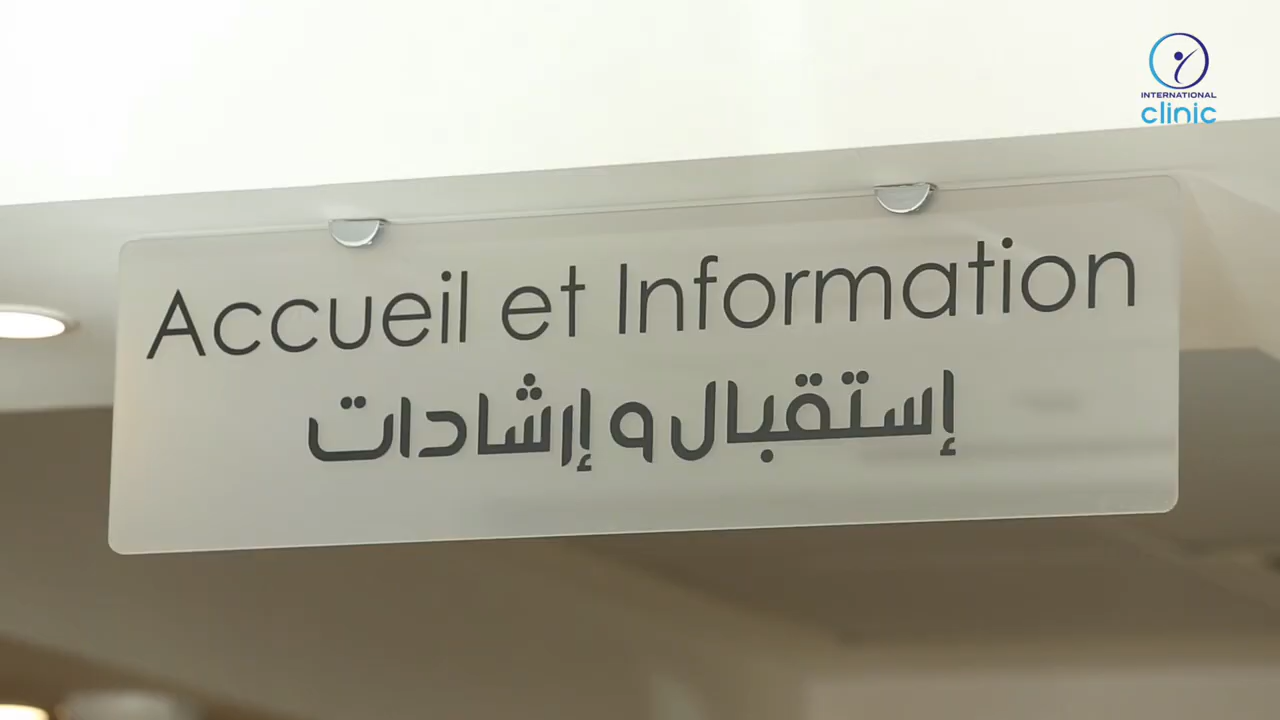 INTERNATIONAL
clinic
Accueil et Information
إستقبال و إرشادات